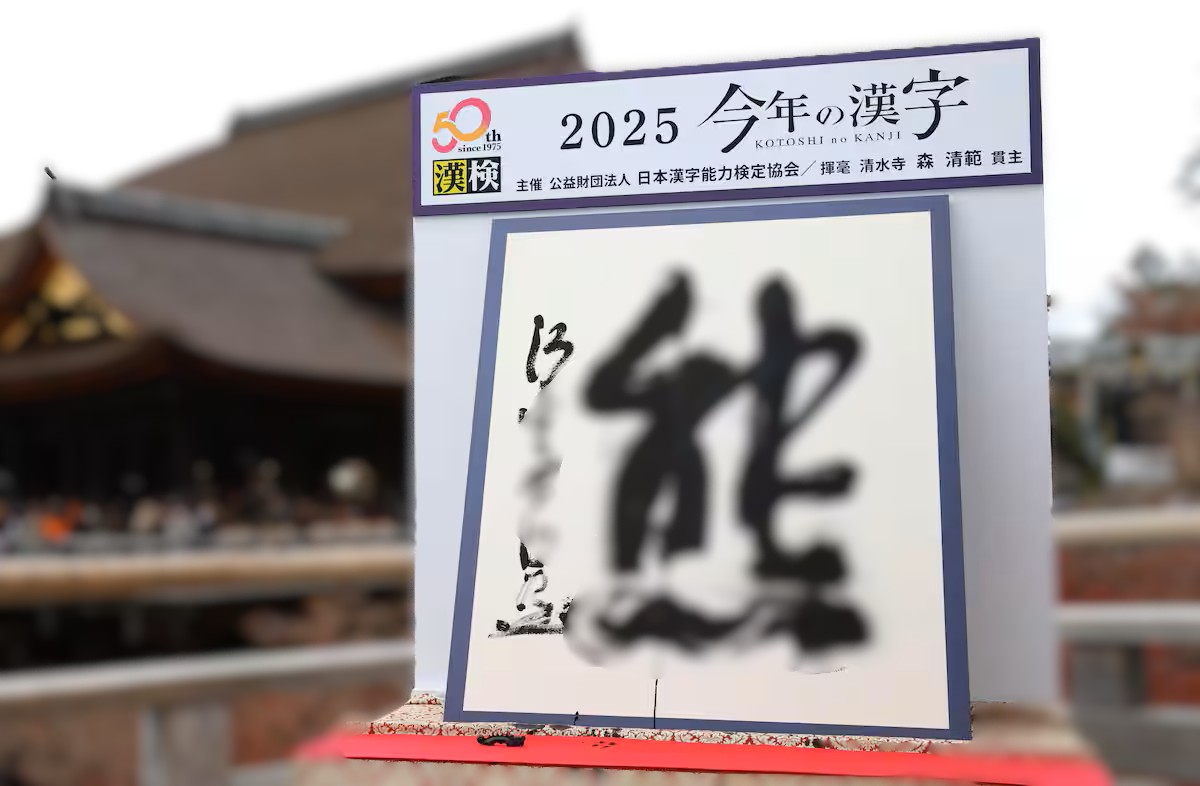 50th
since 1975
漢検
2025 今年の漢字
KOTOSHI no KANJI
主催 公益財団法人 日本漢字能力検定協会／揮毫 清水寺 森 清範 貫主
熊